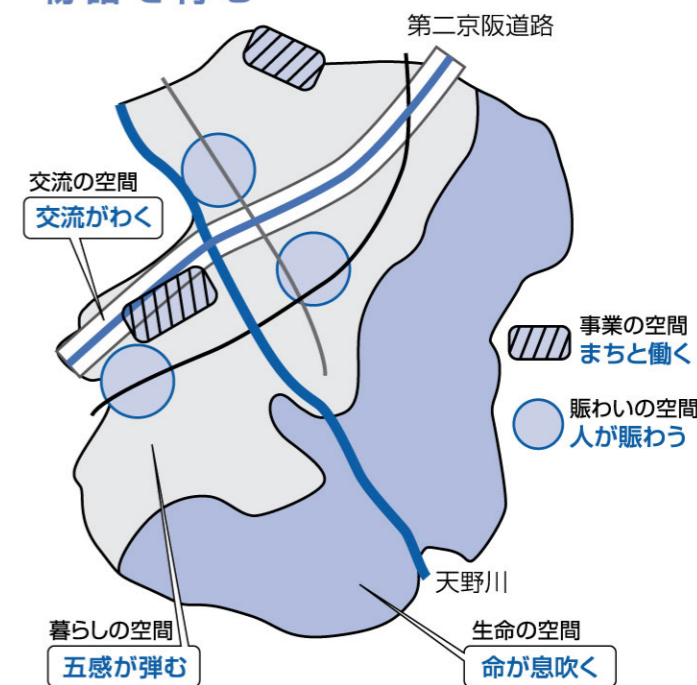 第二京阪道路
交流の空間
交流がわく
事業の空間
まちと働く
賑わいの空間
人が賑わう
天野川
暮らしの空間
五感が弾む
生命の空間
命が息吹く